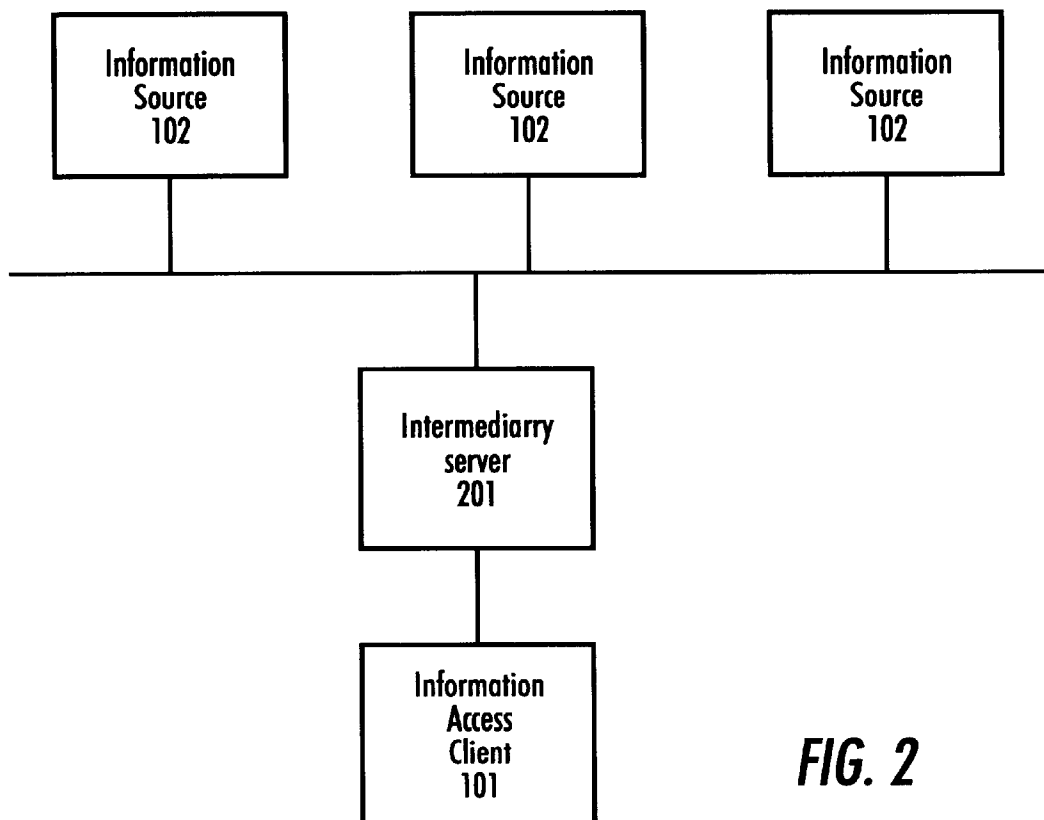 Information
Source
102
Information
Source
102
Information
Source
102
Intermediarry
server
201
Information
Access
Client
101
FIG. 2